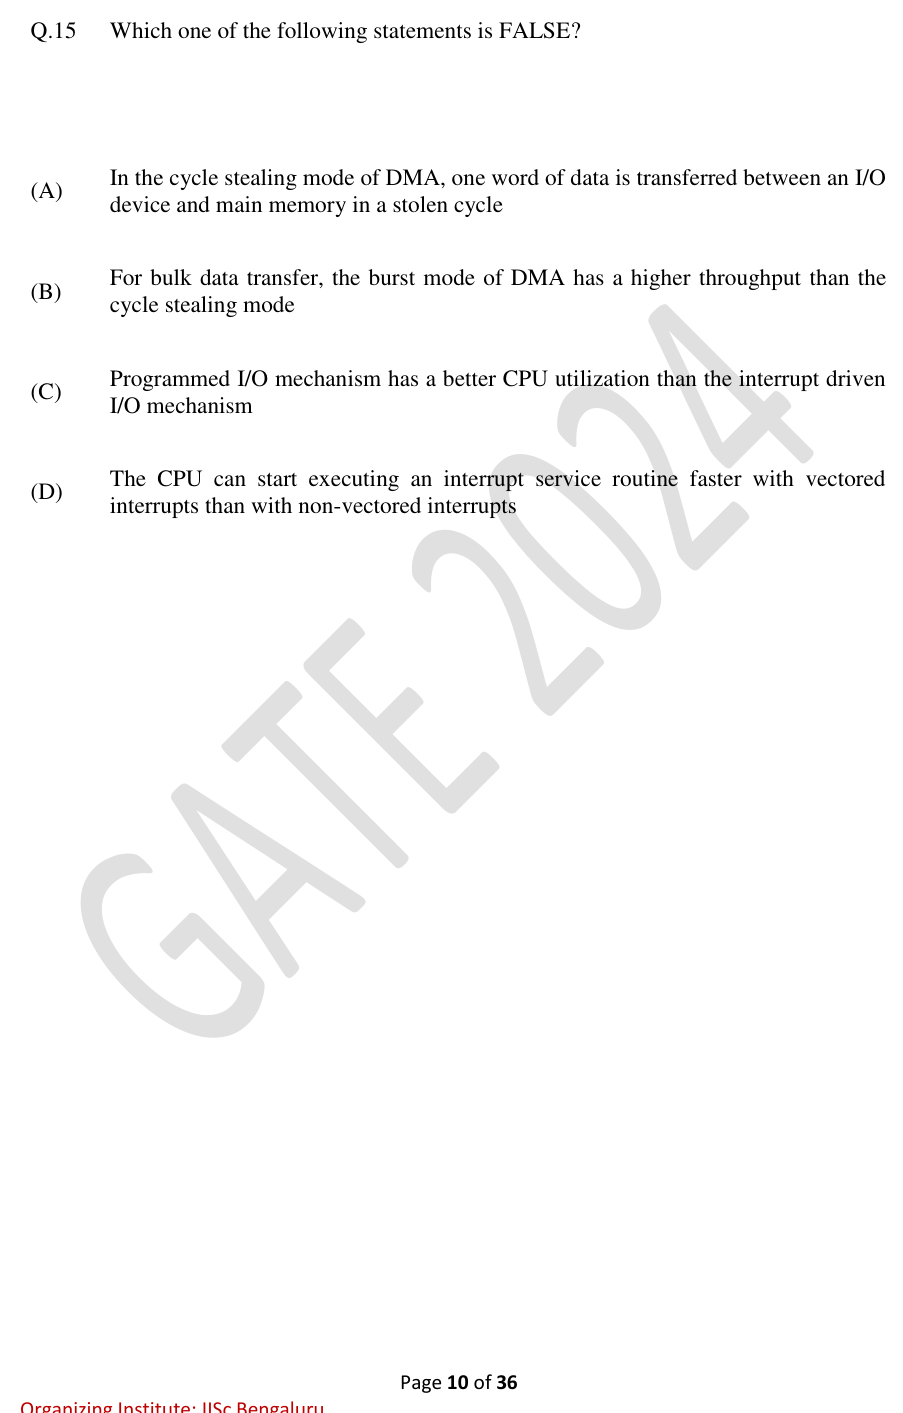 Q.15 Which one of the following statements is FALSE?
(A) In the cycle stealing mode of DMA, one word of data is transferred between an I/O
device and main memory in a stolen cycle
(B) For bulk data transfer, the burst mode of DMA has a higher throughput than the
cycle stealing mode
(C) Programmed I/O mechanism has a better CPU utilization than the interrupt driven
I/O mechanism
(D) The CPU can start executing an interrupt service routine faster with vectored
interrupts than with non-vectored interrupts
GATE 2024
Page 10 of 36
Organizing Institute: IISc Bengaluru